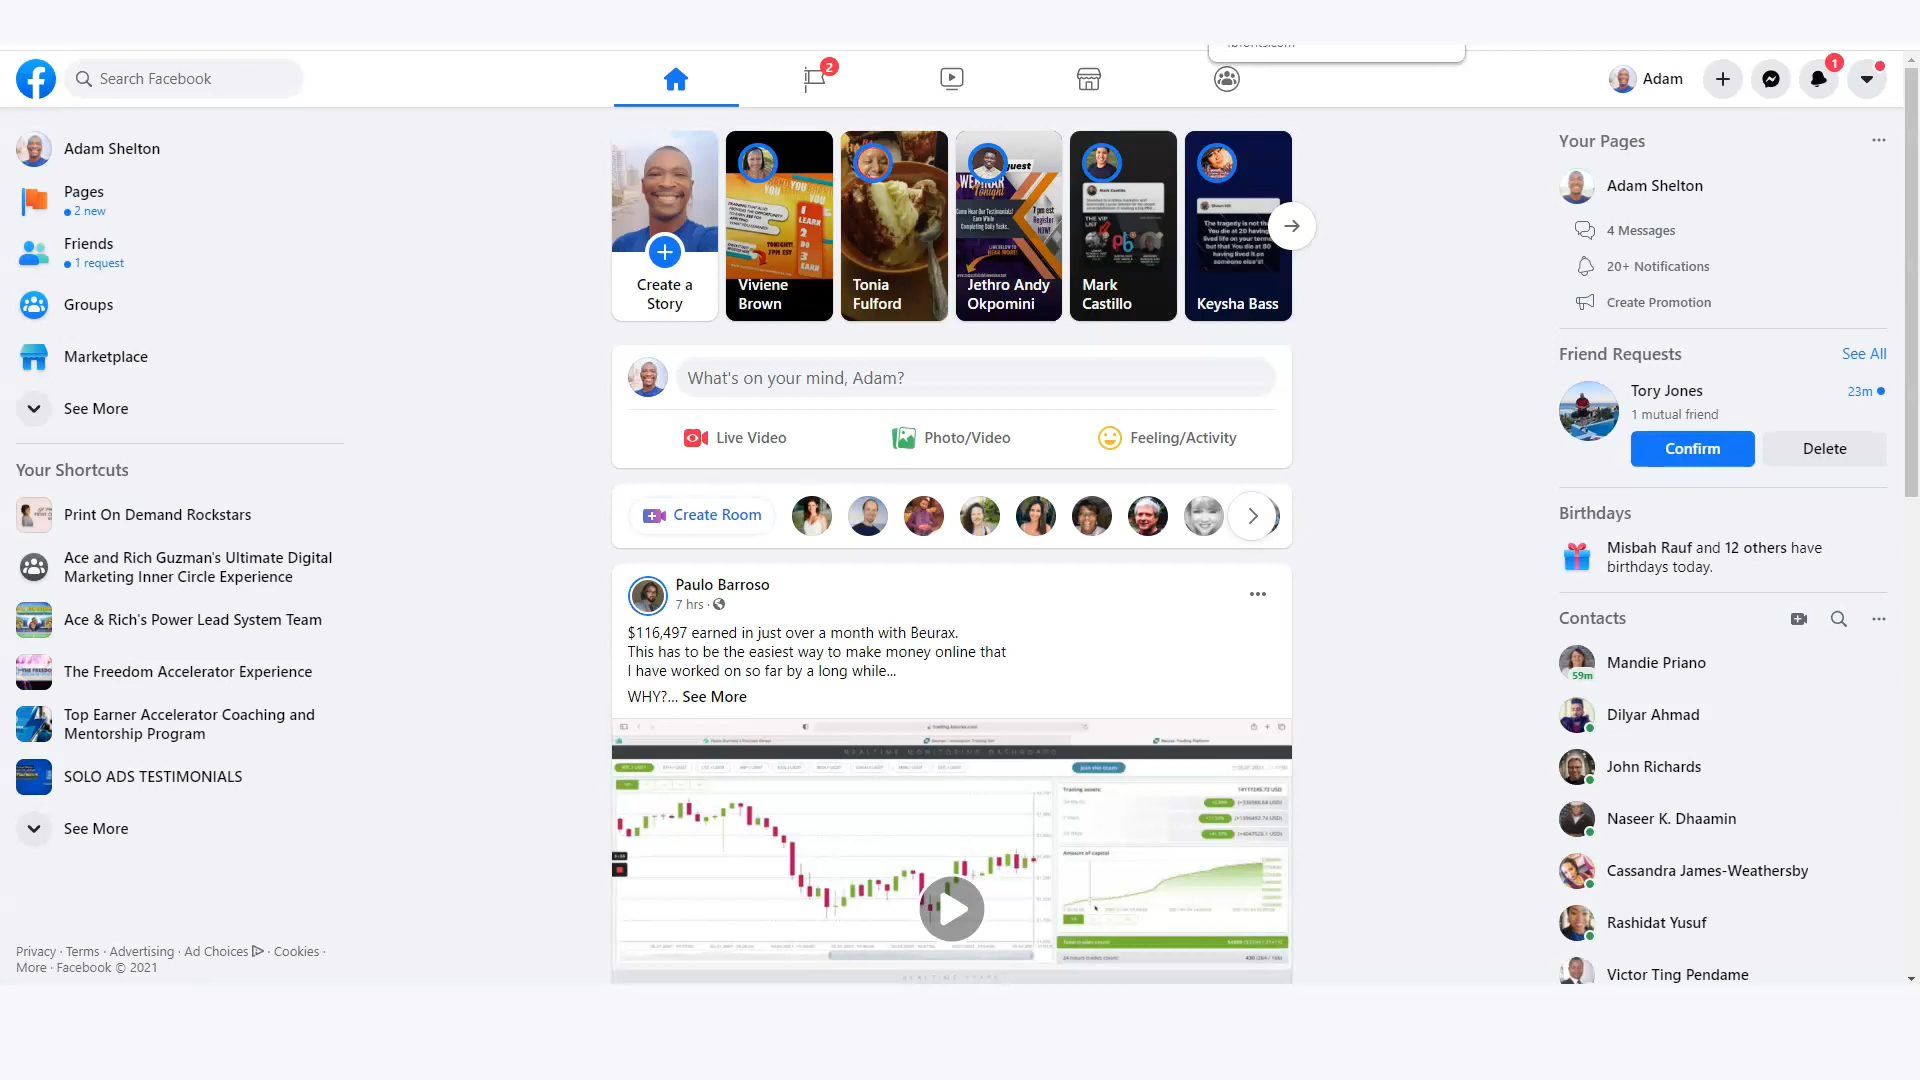 Search Facebook
2
Adam
1
Adam Shelton
Pages
2 new
Friends
1 request
Groups
Marketplace
See More
Your Shortcuts
Print On Demand Rockstars
Ace and Rich Guzman's Ultimate Digital
Marketing Inner Circle Experience
Ace & Rich's Power Lead System Team
The Freedom Accelerator Experience
Top Earner Accelerator Coaching and
Mentorship Program
SOLO ADS TESTIMONIALS
See More
Privacy · Terms · Advertising · Ad Choices · Cookies ·
More · Facebook © 2021
Create a
Story
Viviene
Brown
Tonia
Fulford
Jethro Andy
Okpomini
Mark
Castillo
Keysha Bass
What's on your mind, Adam?
Live Video
Photo/Video
Feeling/Activity
Create Room
Paulo Barroso
7 hrs ·
$116,497 earned in just over a month with Beurax.
This has to be the easiest way to make money online that
I have worked on so far by a long while...
WHY?... See More
Trading assets:
Amount of capital
Your Pages
Adam Shelton
4 Messages
20+ Notifications
Create Promotion
Friend Requests
See All
Tory Jones
23m
1 mutual friend
Confirm
Delete
Birthdays
Misbah Rauf and 12 others have
birthdays today.
Contacts
Mandie Priano
59m
Dilyar Ahmad
John Richards
Naseer K. Dhaamin
Cassandra James-Weathersby
Rashidat Yusuf
Victor Ting Pendame